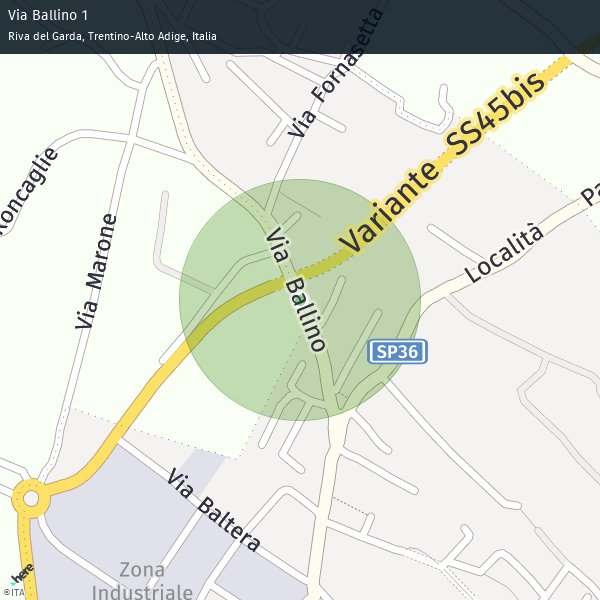 Via Ballino 1
Riva del Garda, Trentino-Alto Adige, Italia
Via Fornasetta
Variante SS45bis
Roncaglie
Via Marone
Via Ballino
Località
Pa
SP36
Via Baltera
Zona
Industriale
here
©ITA